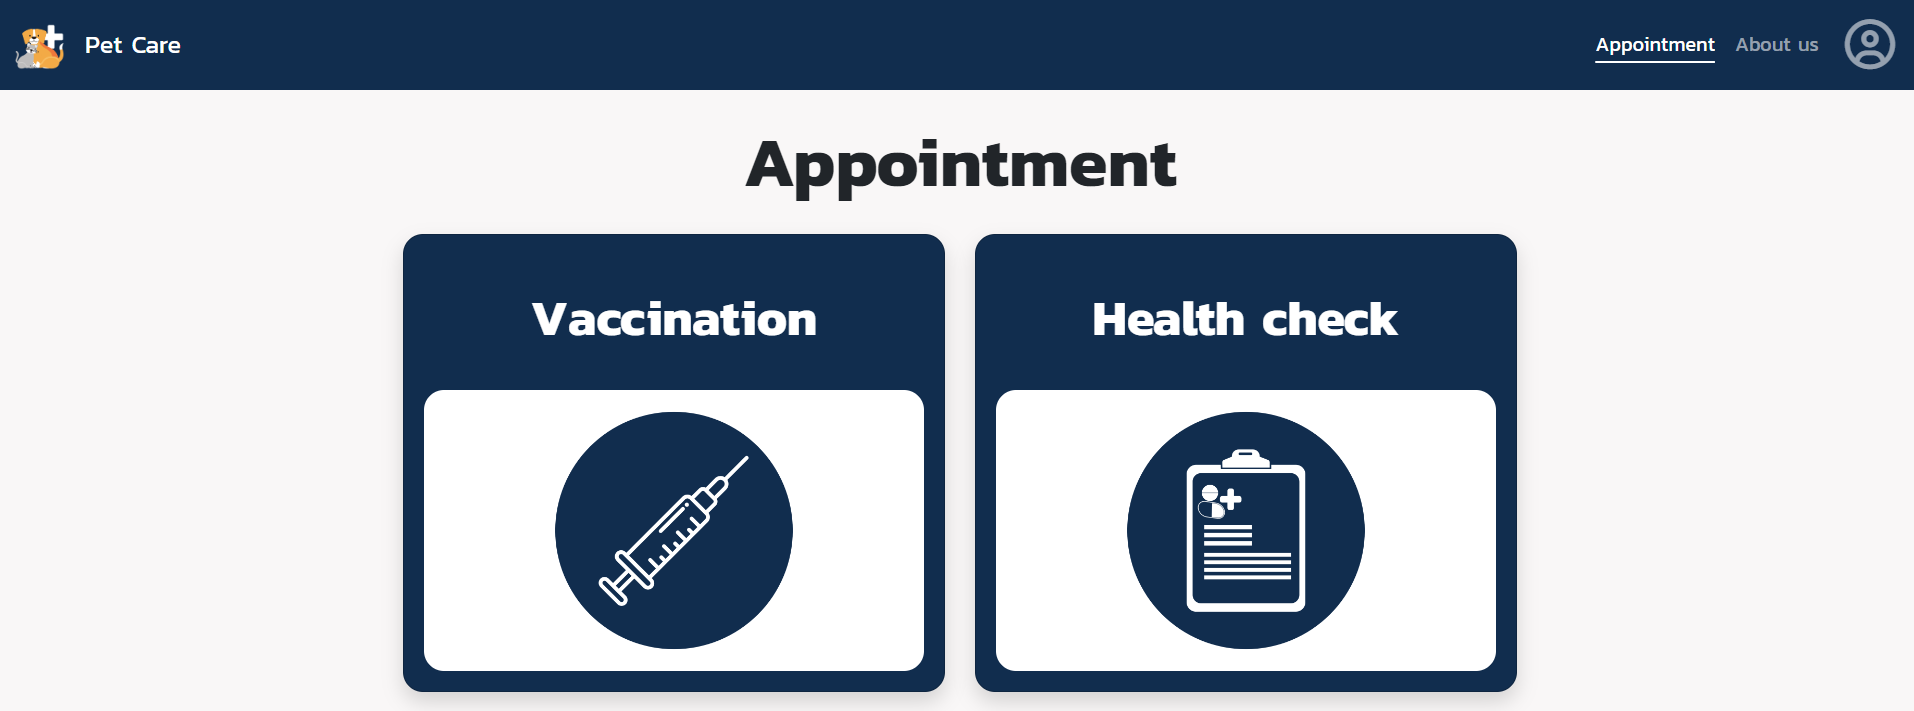 Pet Care
Appointment
About us
Appointment
Vaccination
Health check